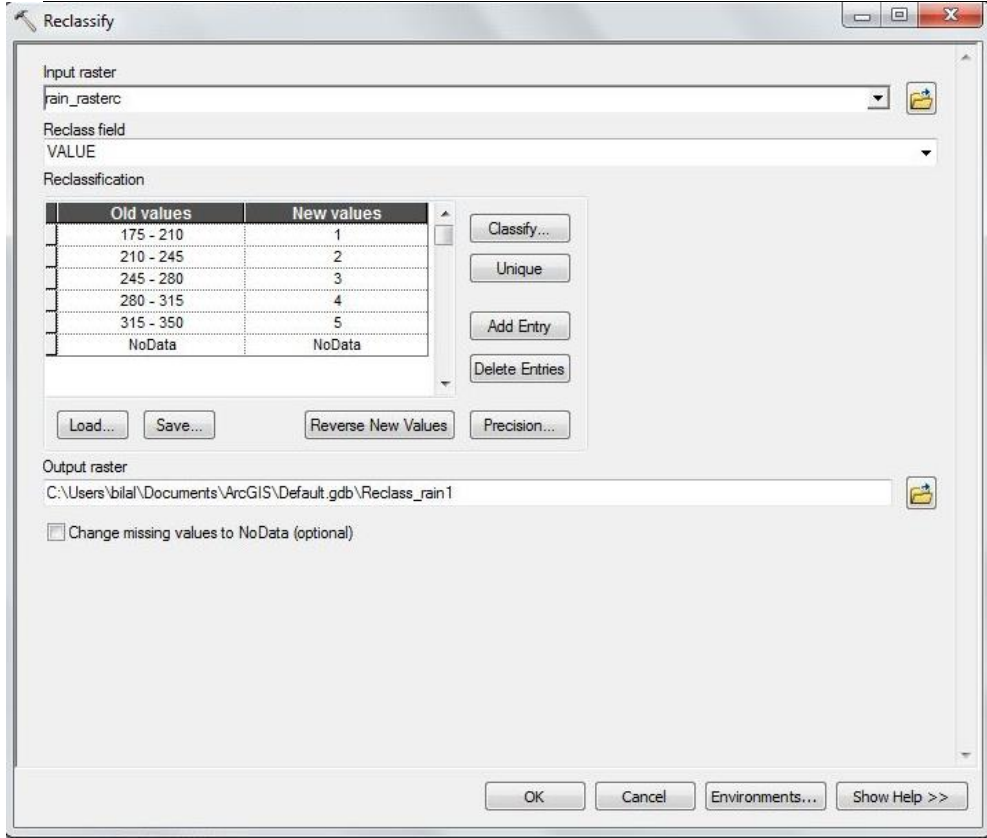 Reclassify
Input raster
rain_rasterc
Reclass field
VALUE
Reclassification
Old values New values
175 - 210 1
210 - 245 2
245 - 280 3
280 - 315 4
315 - 350 5
NoData NoData
Classify...
Unique
Add Entry
Delete Entries
Load... Save... Reverse New Values Precision...
Output raster
C:\Users\bilal\Documents\ArcGIS\Default.gdb\Reclass_rain1
Change missing values to NoData (optional)
OK Cancel Environments... Show Help >>